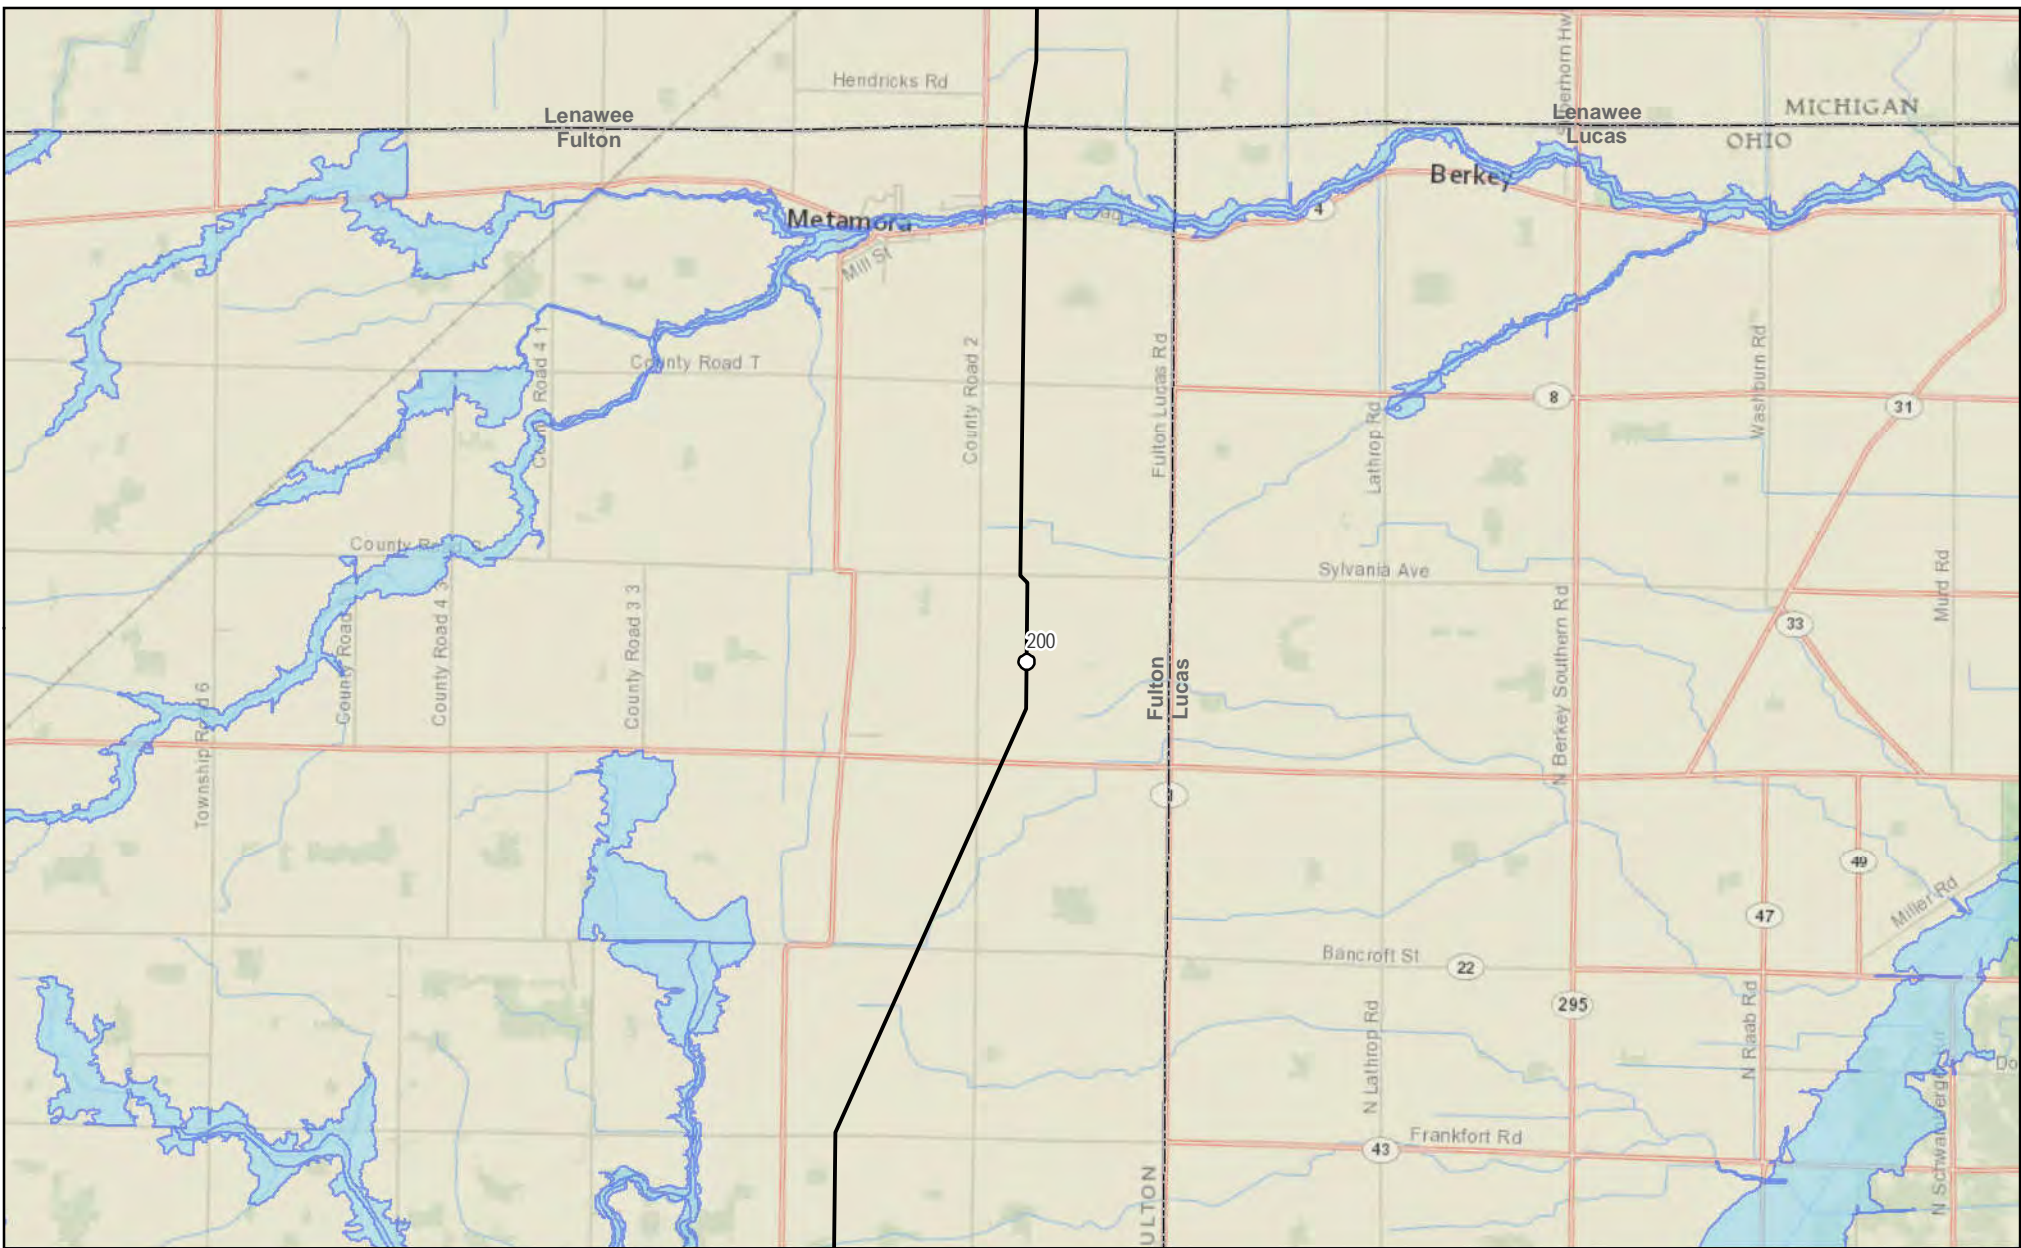 Hendricks Rd
Lenawee
Fulton
Lenawee
Lucas
MICHIGAN
OHIO
Berkey
Metamora
4
Mill St
County Road T
County Road 2
Fulton Lucas Rd
8
31
Lathrop Rd
Washburn Rd
Sylvania Ave
Murd Rd
33
200
County Road 4 3
County Road 3 3
County Road
Township Road 6
Fulton
Lucas
N Berkey Southern Rd
49
Miller Rd
47
Bancroft St
22
295
N Lathrop Rd
N Raab Rd
Frankfort Rd
43
ULTON
Do